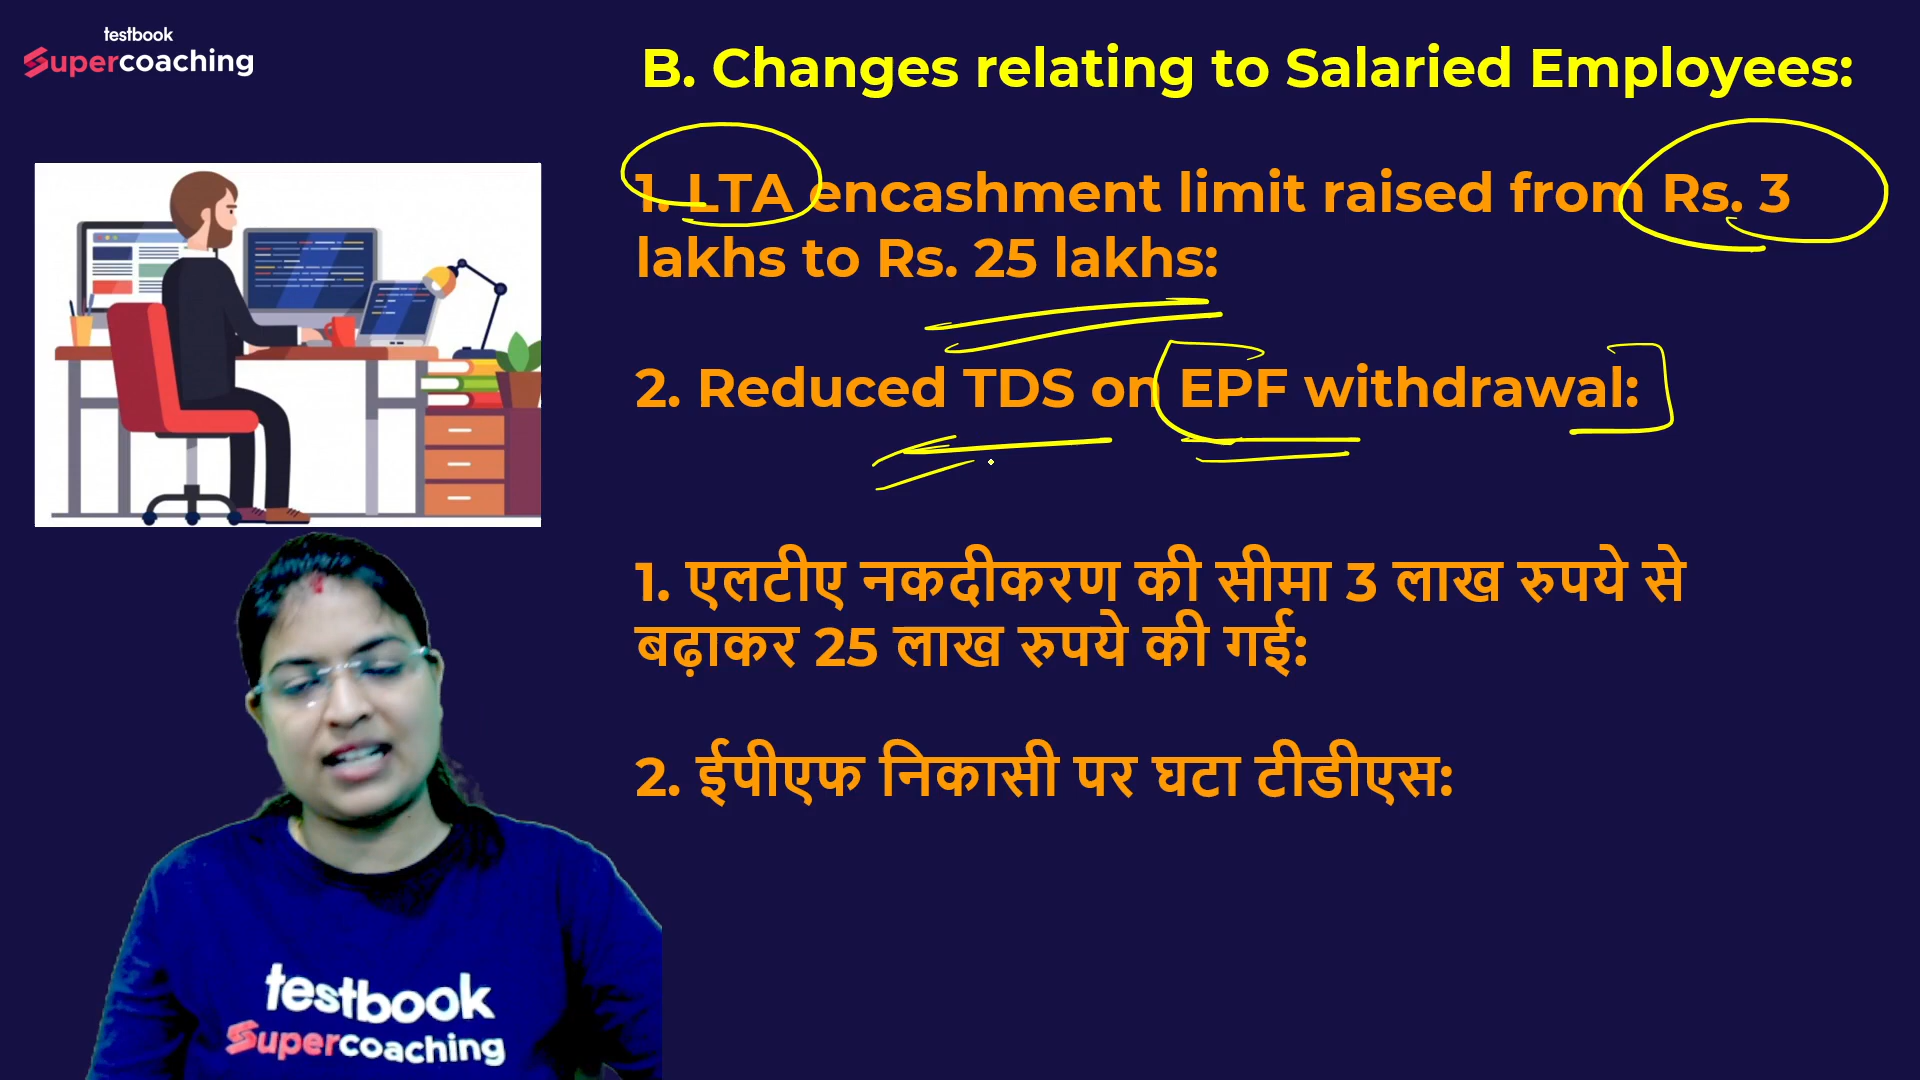 testbook
Supercoaching
B. Changes relating to Salaried Employees:
1. LTA encashment limit raised from Rs. 3
lakhs to Rs. 25 lakhs:
2. Reduced TDS on EPF withdrawal:
1. एलटीए नकदीकरण की सीमा 3 लाख रुपये से
बढ़ाकर 25 लाख रुपये की गई:
2. ईपीएफ निकासी पर घटा टीडीएस:
testbook
Supercoaching